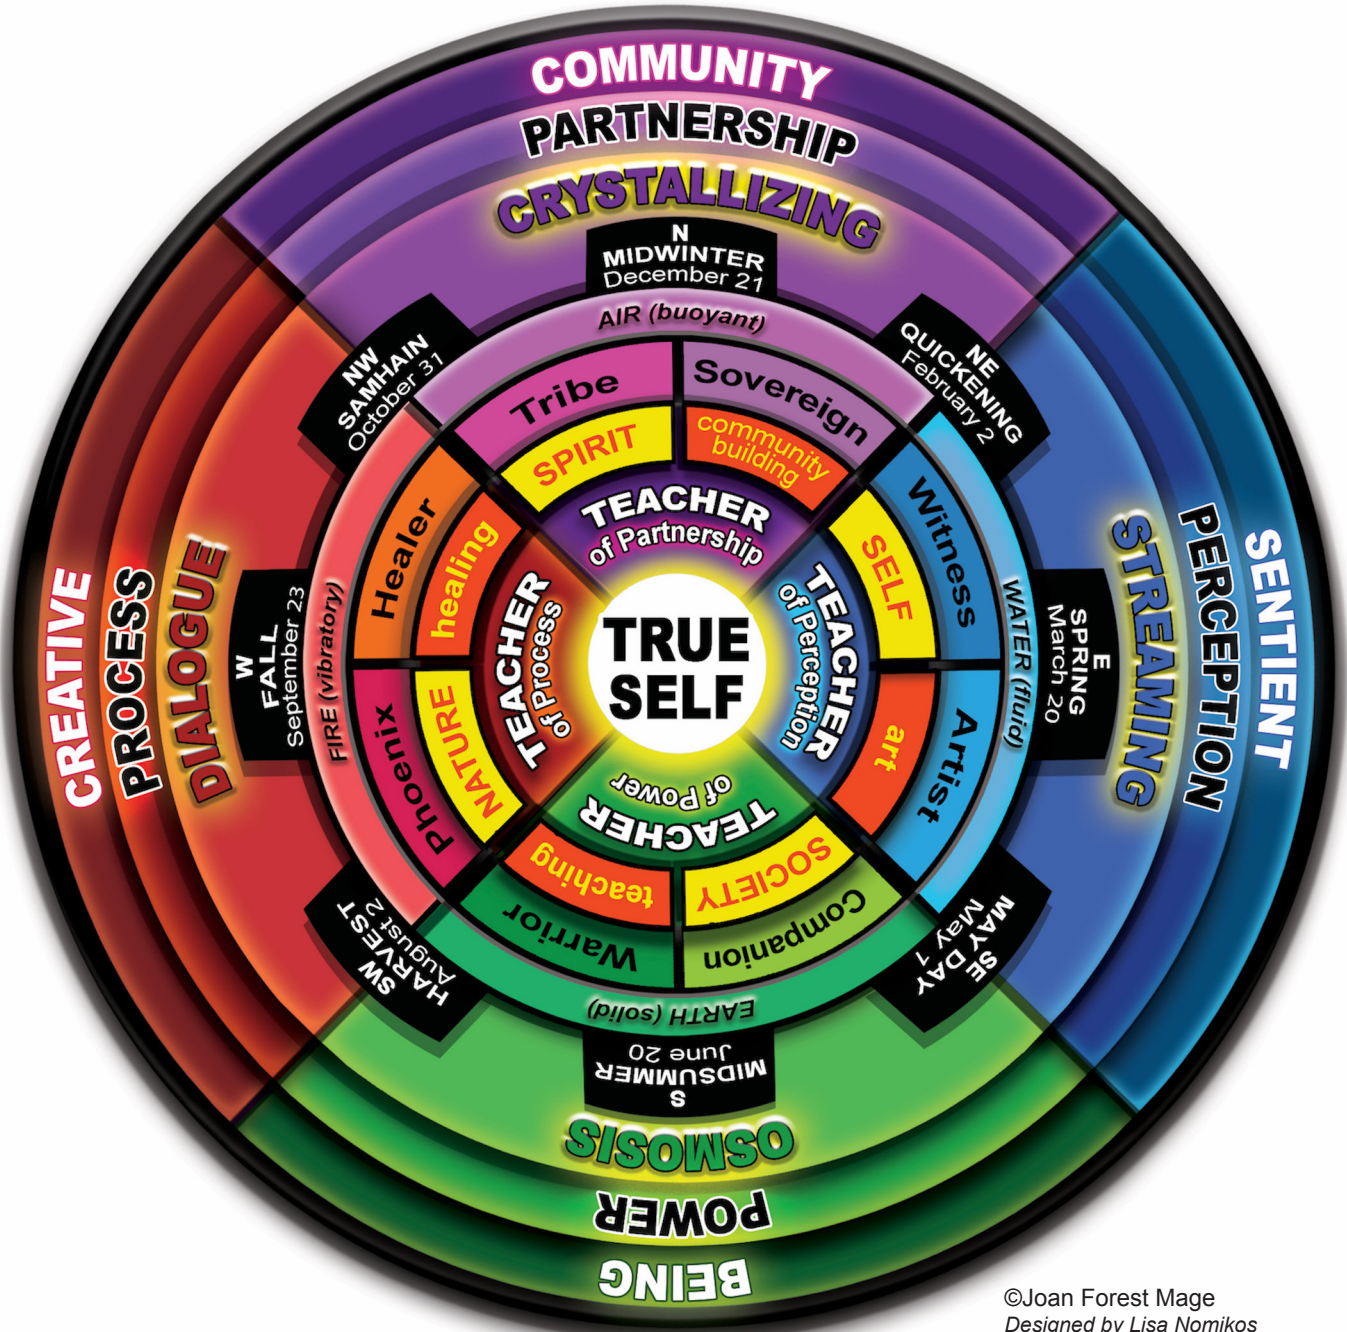 COMMUNITY
PARTNERSHIP
CRYSTALLIZING
N
MIDWINTER
December 21
AIR (buoyant)
Tribe
Sovereign
SPIRIT
community
building
TEACHER
of Partnership
NE
QUICKENING
February 2
SENTIENT
PERCEPTION
STREAMING
E
SPRING
March 20
WATER (fluid)
Witness
Artist
SELF
art
TEACHER
of Perception
SE
MAY DAY
May 1
BEING
POWER
OSMOSIS
S
MIDSUMMER
June 20
EARTH (solid)
Companion
Warrior
SOCIETY
teaching
TEACHER
of Power
SW
HARVEST
August 2
CREATIVE
PROCESS
DIALOGUE
W
FALL
September 23
FIRE (vibratory)
Phoenix
Healer
NATURE
healing
TEACHER
of Process
NW
SAMHAIN
October 31
TRUE
SELF
©Joan Forest Mage
Designed by Lisa Nomikos